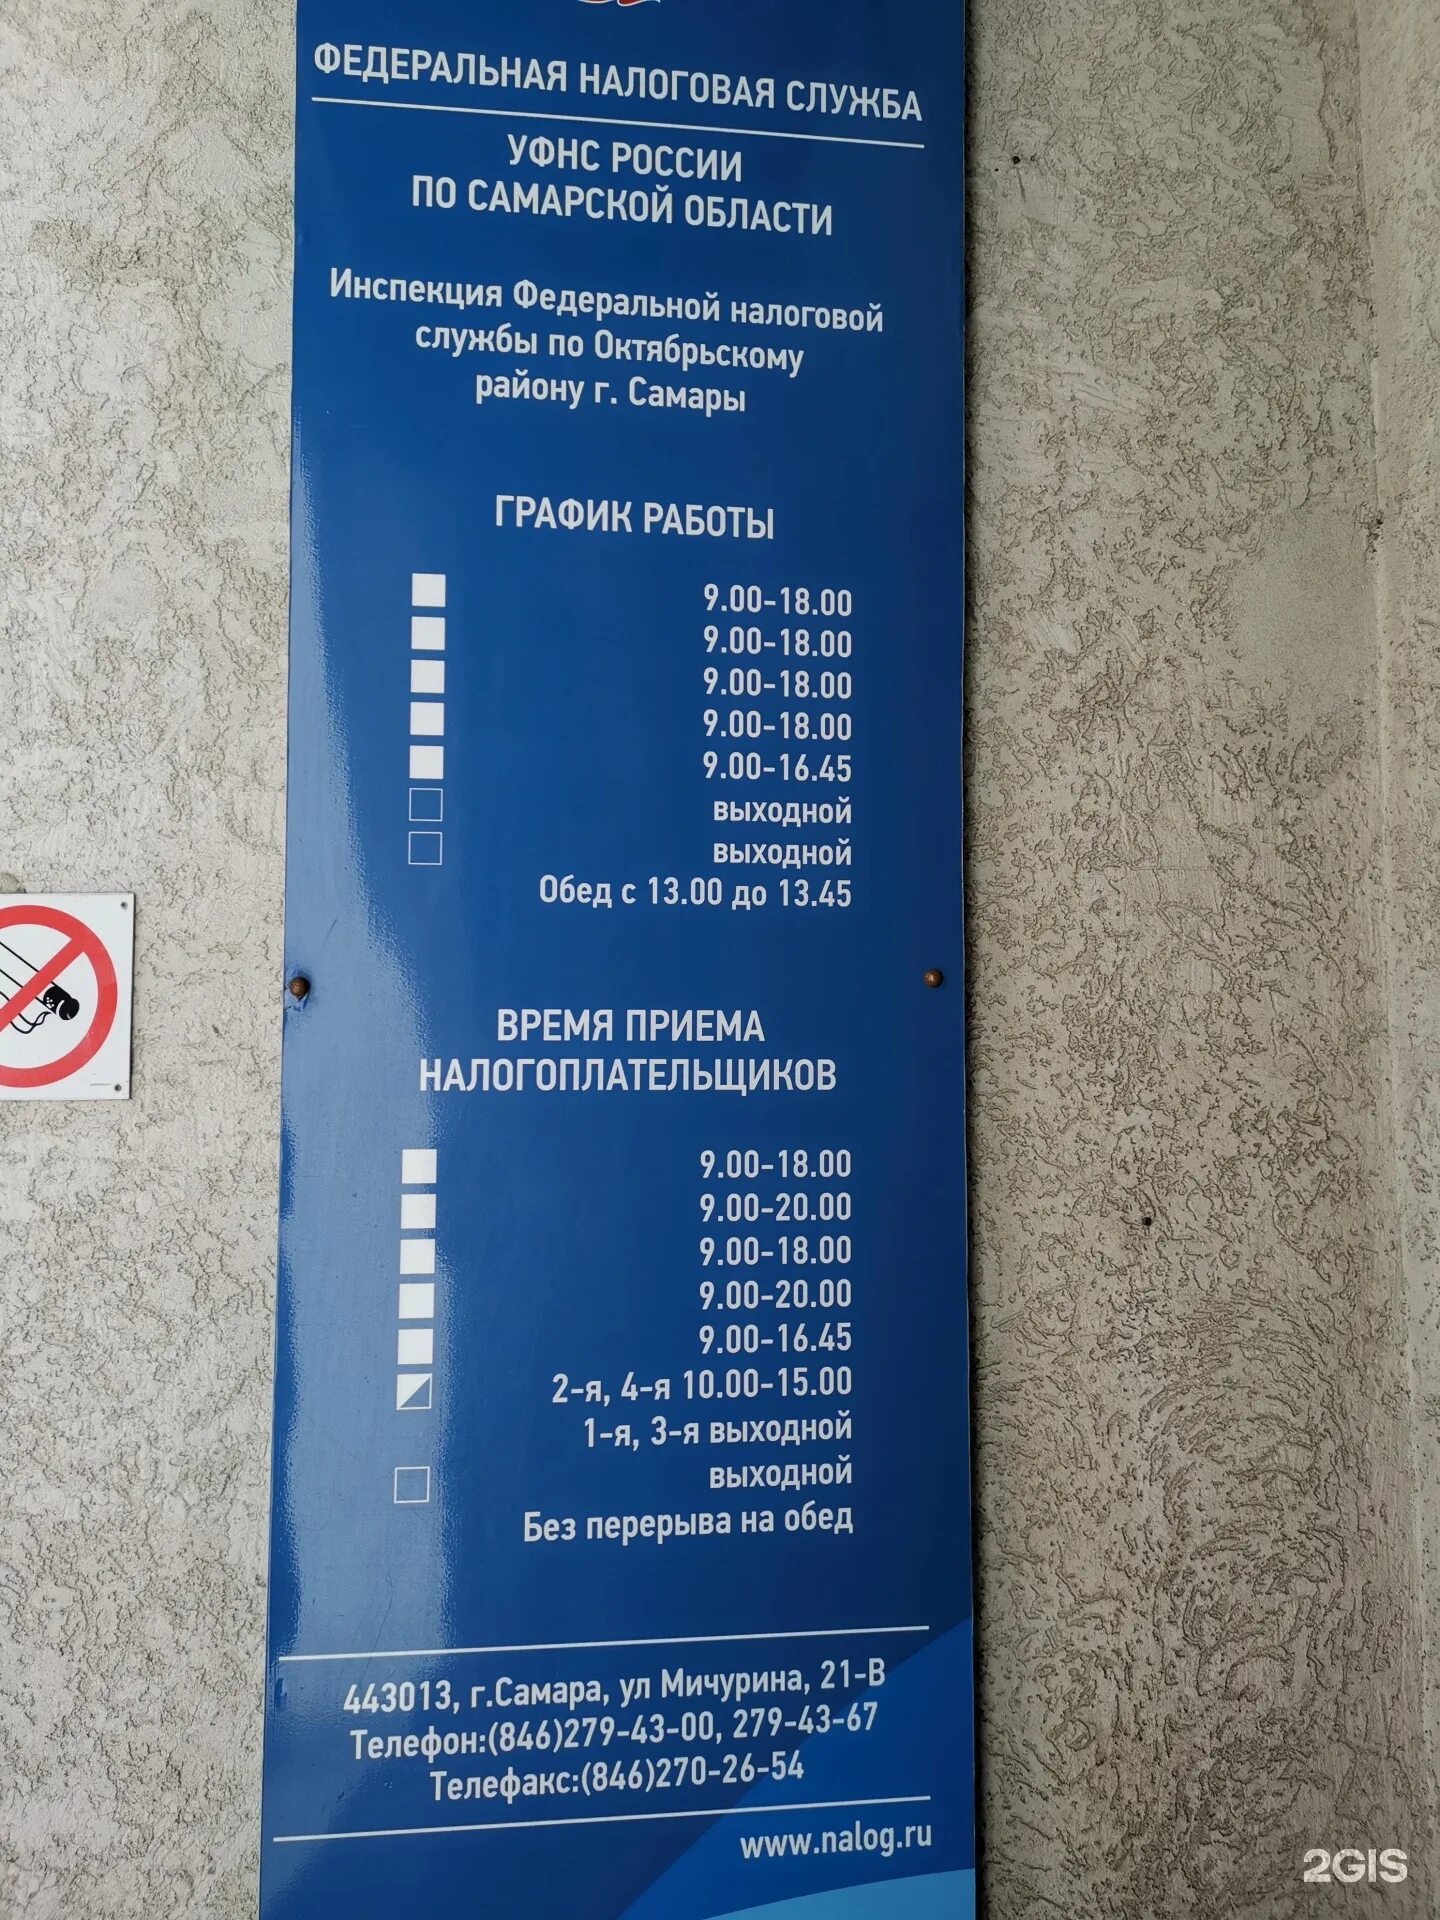 ФЕДЕРАЛЬНАЯ НАЛОГОВАЯ СЛУЖБА
УФНС РОССИИ
ПО САМАРСКОЙ ОБЛАСТИ
Инспекция Федеральной налоговой
службы по Октябрьскому
району г. Самары
ГРАФИК РАБОТЫ
9.00-18.00
9.00-18.00
9.00-18.00
9.00-18.00
9.00-16.45
выходной
выходной
Обед с 13.00 до 13.45
ВРЕМЯ ПРИЕМА
НАЛОГОПЛАТЕЛЬЩИКОВ
9.00-18.00
9.00-20.00
9.00-18.00
9.00-20.00
9.00-16.45
2-я, 4-я 10.00-15.00
1-я, 3-я выходной
выходной
Без перерыва на обед
443013, г.Самара, ул Мичурина, 21-В
Телефон:(846)279-43-00, 279-43-67
Телефакс:(846)270-26-54
www.nalog.ru
2GIS